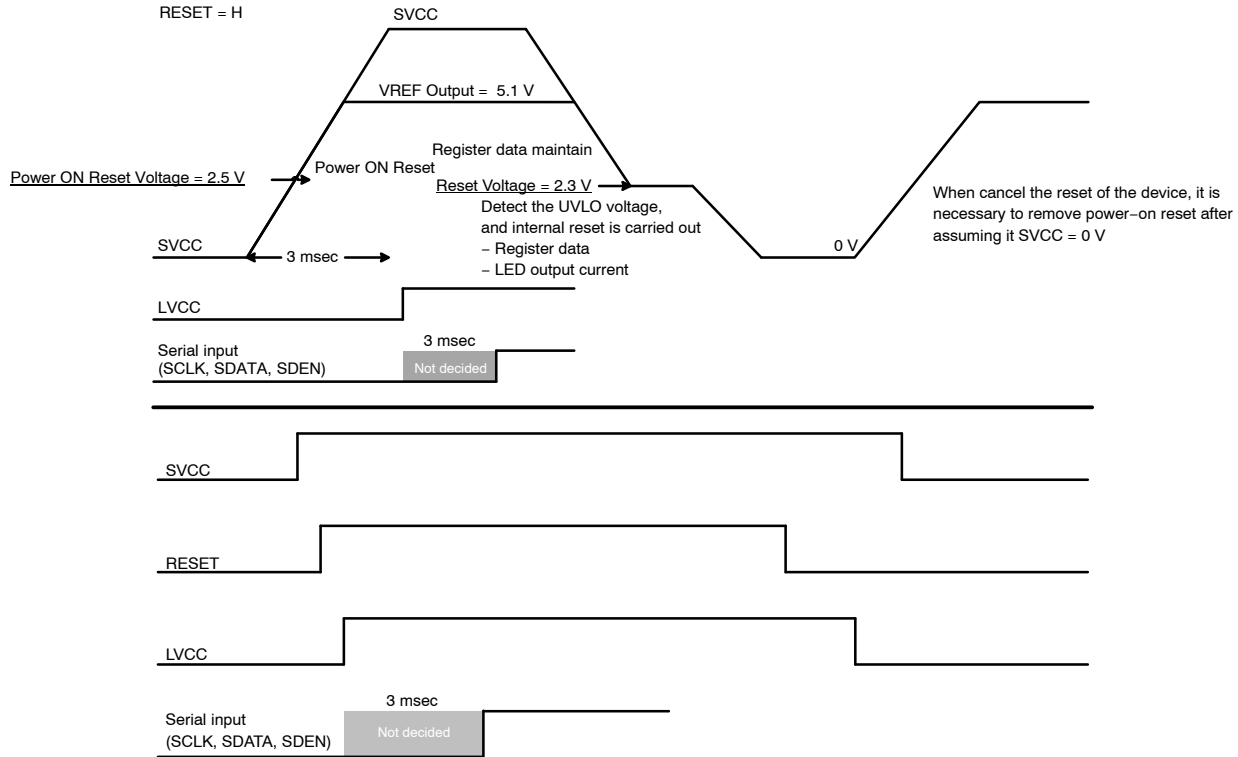 RESET = H
SVCC
VREF Output = 5.1 V
Register data maintain
Power ON Reset
Power ON Reset Voltage = 2.5 V
Reset Voltage = 2.3 V
Detect the UVLO voltage,
and internal reset is carried out
− Register data
− LED output current
When cancel the reset of the device, it is
necessary to remove power−on reset after
assuming it SVCC = 0 V
SVCC
3 msec
0 V
LVCC
3 msec
Serial input
(SCLK, SDATA, SDEN)
Not decided
SVCC
RESET
LVCC
3 msec
Serial input
(SCLK, SDATA, SDEN)
Not decided